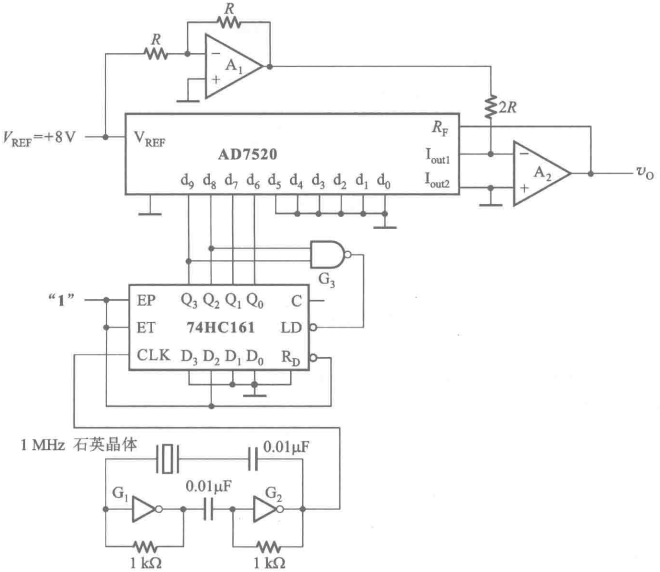 R
R
A1
VREF=+8V
VREF
AD7520
RF
Iout1
Iout2
2R
A2
vO
d9 d8 d7 d6 d5 d4 d3 d2 d1 d0
G3
“1”
EP Q3 Q2 Q1 Q0 C
ET 74HC161 LD
CLK D3 D2 D1 D0 RD
1 MHz 石英晶体
0.01μF
G1
0.01μF
G2
1 kΩ
1 kΩ